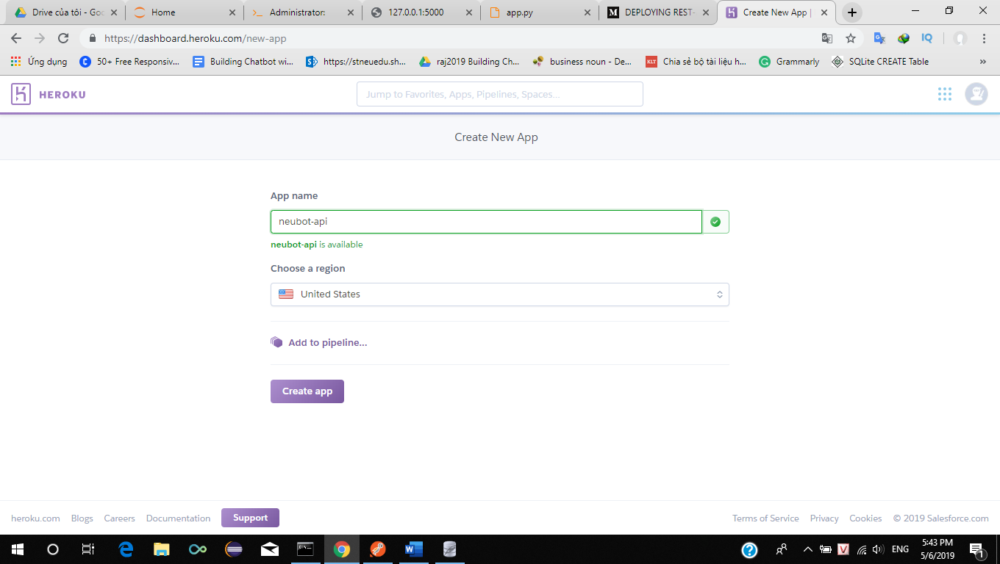 Drive của tôi - Goo
Home
Administrator:
127.0.0.1:5000
app.py
DEPLOYING REST-
Create New App |
https://dashboard.heroku.com/new-app
Ứng dụng
50+ Free Responsiv...
Building Chatbot wi...
https://stneuedu.sh...
raj2019 Building Ch...
business noun - De...
Chia sẻ bộ tài liệu h...
Grammarly
SQLite CREATE Table
»
HEROKU
Jump to Favorites, Apps, Pipelines, Spaces...
Create New App
App name
neubot-api
neubot-api is available
Choose a region
United States
Add to pipeline...
Create app
heroku.com
Blogs
Careers
Documentation
Support
Terms of Service
Privacy
Cookies
© 2019 Salesforce.com
ENG
5:43 PM
5/6/2019
1